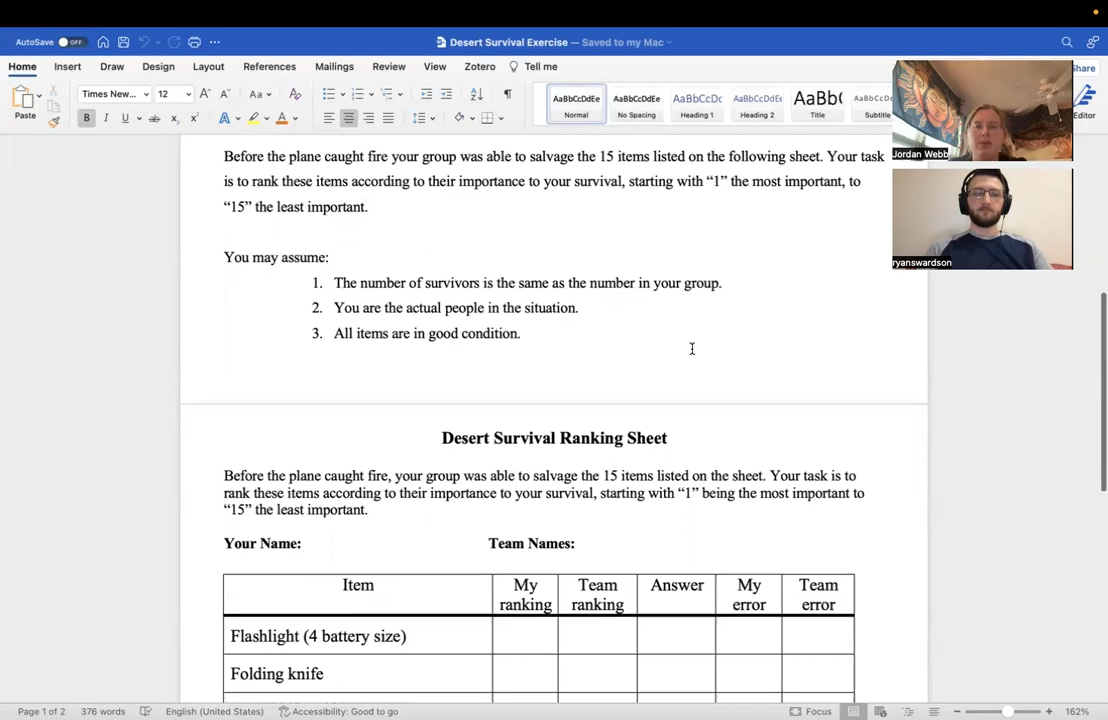 AutoSave OFF
Desert Survival Exercise — Saved to my Mac
Home Insert Draw Design Layout References Mailings Review View Zotero Tell me
Share
Paste
Times New... 12
AaBbCcDdEe AaBbCcDdEe AaBbCcDc AaBbCcDdEe AaBb( AaBbCcDdEe
Normal No Spacing Heading 1 Heading 2 Title Subtitle
Editor
Jordan Webb
ryanswardson
Before the plane caught fire your group was able to salvage the 15 items listed on the following sheet. Your task
is to rank these items according to their importance to your survival, starting with “1” the most important, to
“15” the least important.
You may assume:
1. The number of survivors is the same as the number in your group.
2. You are the actual people in the situation.
3. All items are in good condition.
Desert Survival Ranking Sheet
Before the plane caught fire, your group was able to salvage the 15 items listed on the sheet. Your task is to
rank these items according to their importance to your survival, starting with “1” being the most important to
“15” the least important.
Your Name: Team Names:
Item My ranking Team ranking Answer My error Team error
Flashlight (4 battery size)
Folding knife
Page 1 of 2 376 words English (United States) Accessibility: Good to go Focus 162%